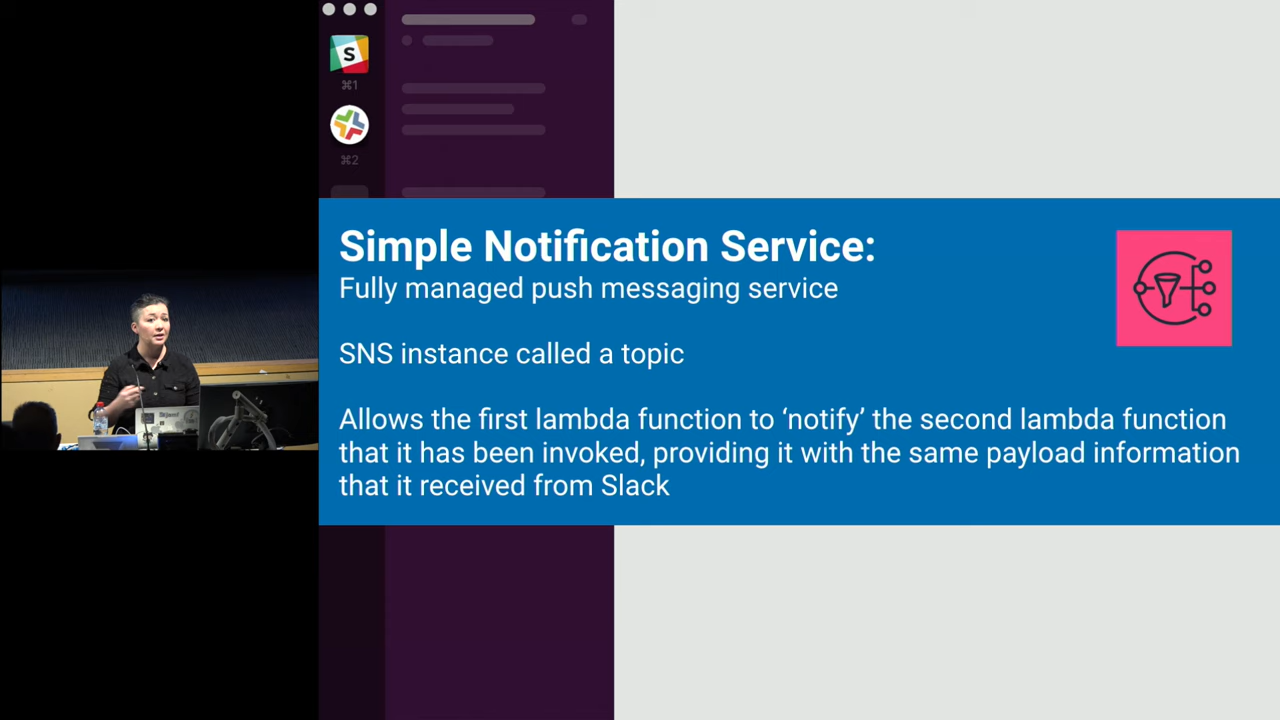 S
⌘1
⌘2
Simple Notification Service:
Fully managed push messaging service
SNS instance called a topic
Allows the first lambda function to ‘notify’ the second lambda function
that it has been invoked, providing it with the same payload information
that it received from Slack